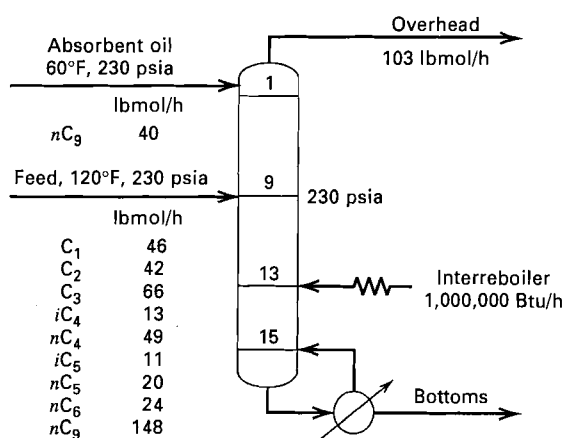 Absorbent oil
60°F, 230 psia
lbmol/h
nC₉ 40
Feed, 120°F, 230 psia
lbmol/h
C₁ 46
C₂ 42
C₃ 66
iC₄ 13
nC₄ 49
iC₅ 11
nC₅ 20
nC₆ 24
nC₉ 148
Overhead
103 lbmol/h
1
9
230 psia
13
Interreboiler
1,000,000 Btu/h
15
Bottoms